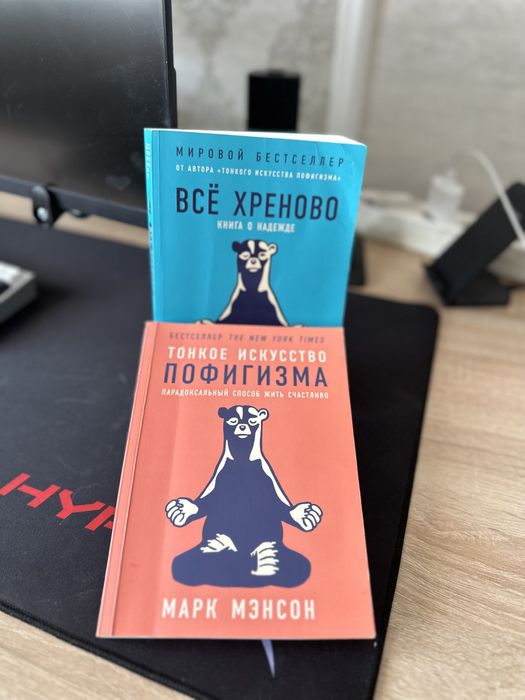 МИРОВОЙ БЕСТСЕЛЛЕР
ОТ АВТОРА «ТОНКОГО ИСКУССТВА ПОФИГИЗМА»
ВСЁ ХРЕНОВО
КНИГА О НАДЕЖДЕ
БЕСТСЕЛЛЕР THE NEW YORK TIMES
ТОНКОЕ ИСКУССТВО
ПОФИГИЗМА
ПАРАДОКСАЛЬНЫЙ СПОСОБ ЖИТЬ СЧАСТЛИВО
МАРК МЭНСОН
HYP